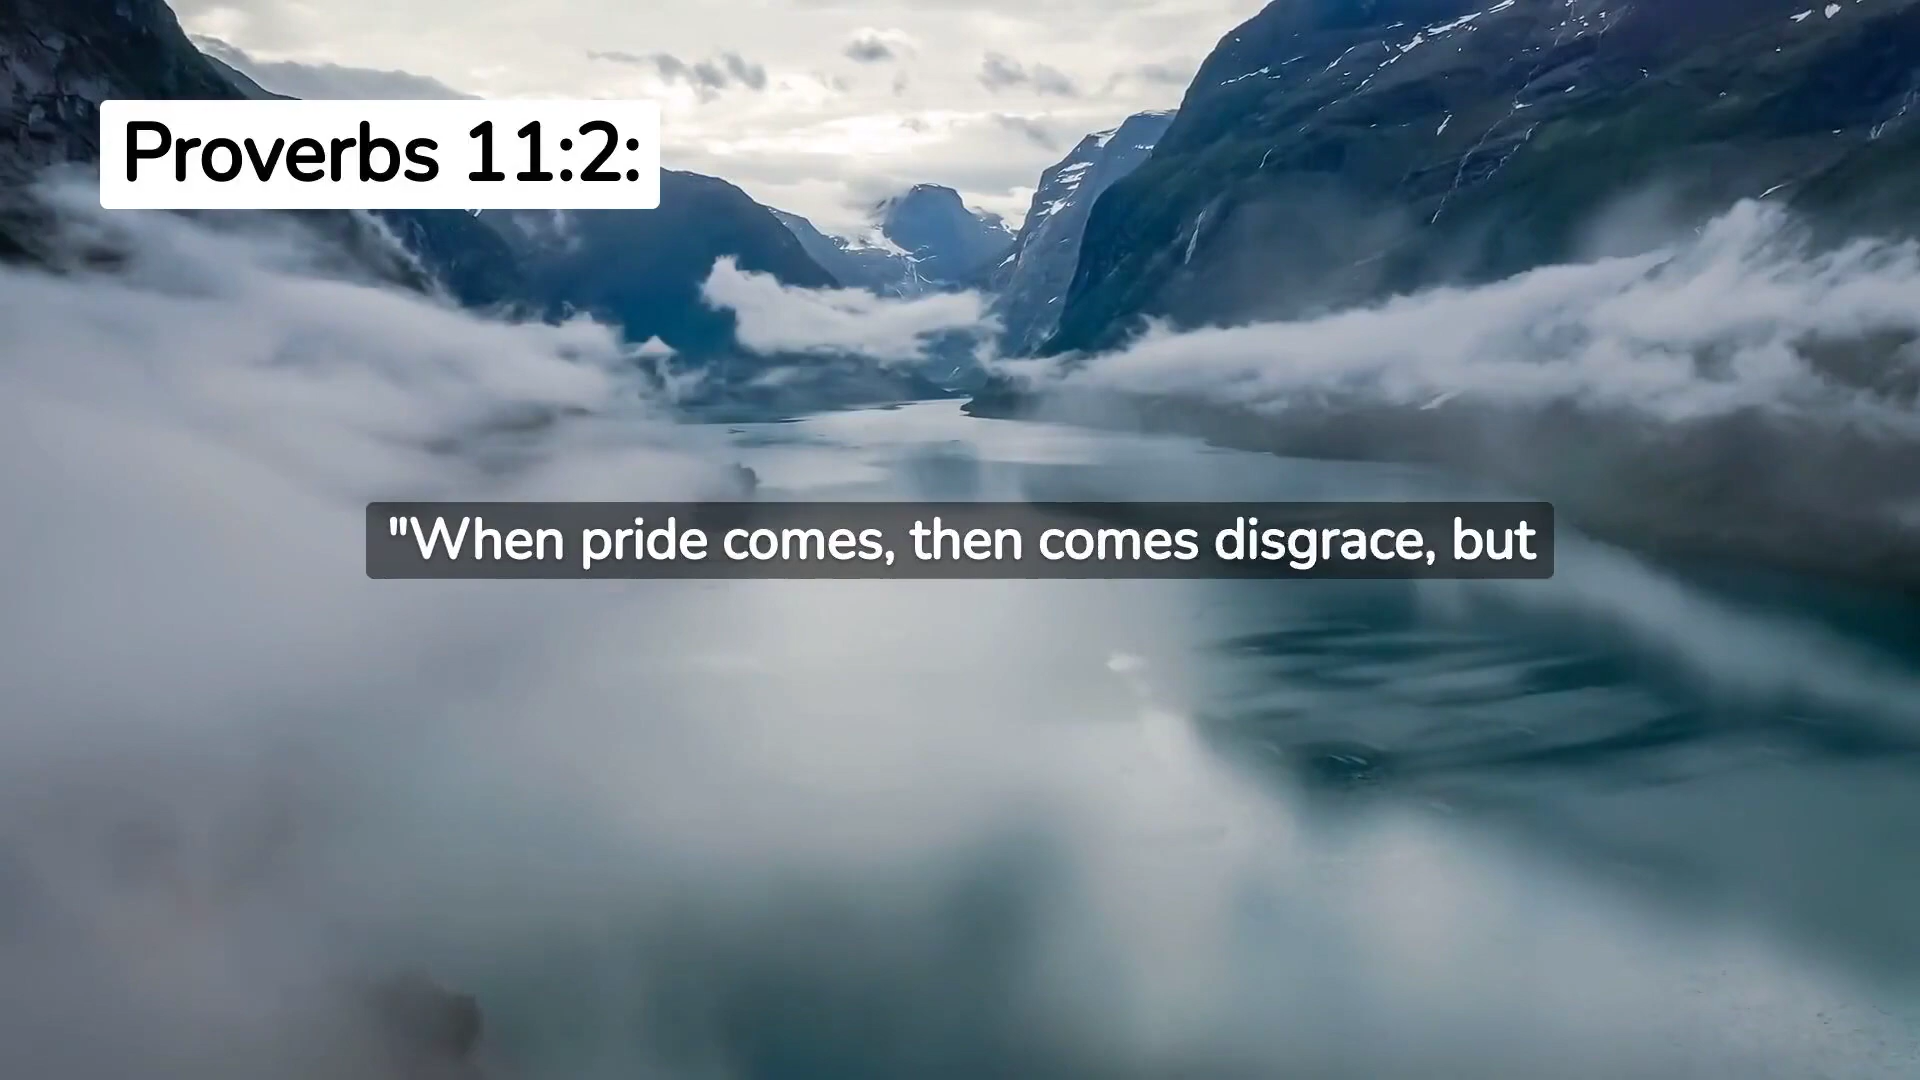 Proverbs 11:2:
"When pride comes, then comes disgrace, but